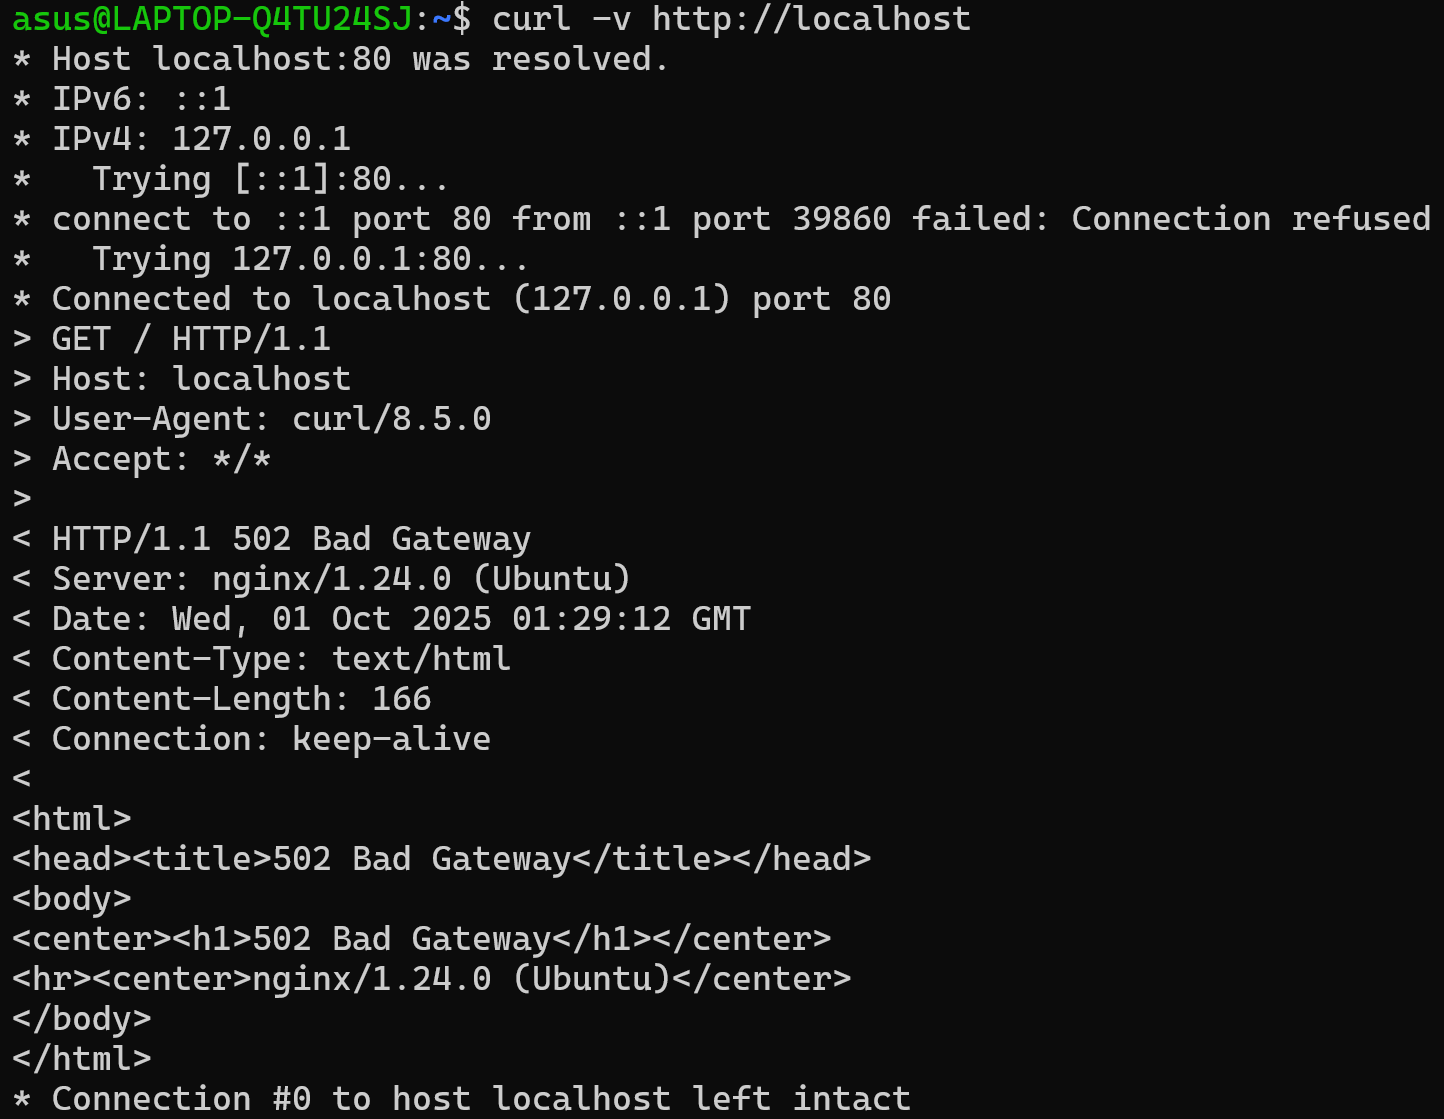 asus@LAPTOP-Q4TU24SJ:~$ curl -v http://localhost
* Host localhost:80 was resolved.
* IPv6: ::1
* IPv4: 127.0.0.1
*   Trying [::1]:80...
* connect to ::1 port 80 from ::1 port 39860 failed: Connection refused
*   Trying 127.0.0.1:80...
* Connected to localhost (127.0.0.1) port 80
> GET / HTTP/1.1
> Host: localhost
> User-Agent: curl/8.5.0
> Accept: */*
>
< HTTP/1.1 502 Bad Gateway
< Server: nginx/1.24.0 (Ubuntu)
< Date: Wed, 01 Oct 2025 01:29:12 GMT
< Content-Type: text/html
< Content-Length: 166
< Connection: keep-alive
<
<html>
<head><title>502 Bad Gateway</title></head>
<body>
<center><h1>502 Bad Gateway</h1></center>
<hr><center>nginx/1.24.0 (Ubuntu)</center>
</body>
</html>
* Connection #0 to host localhost left intact